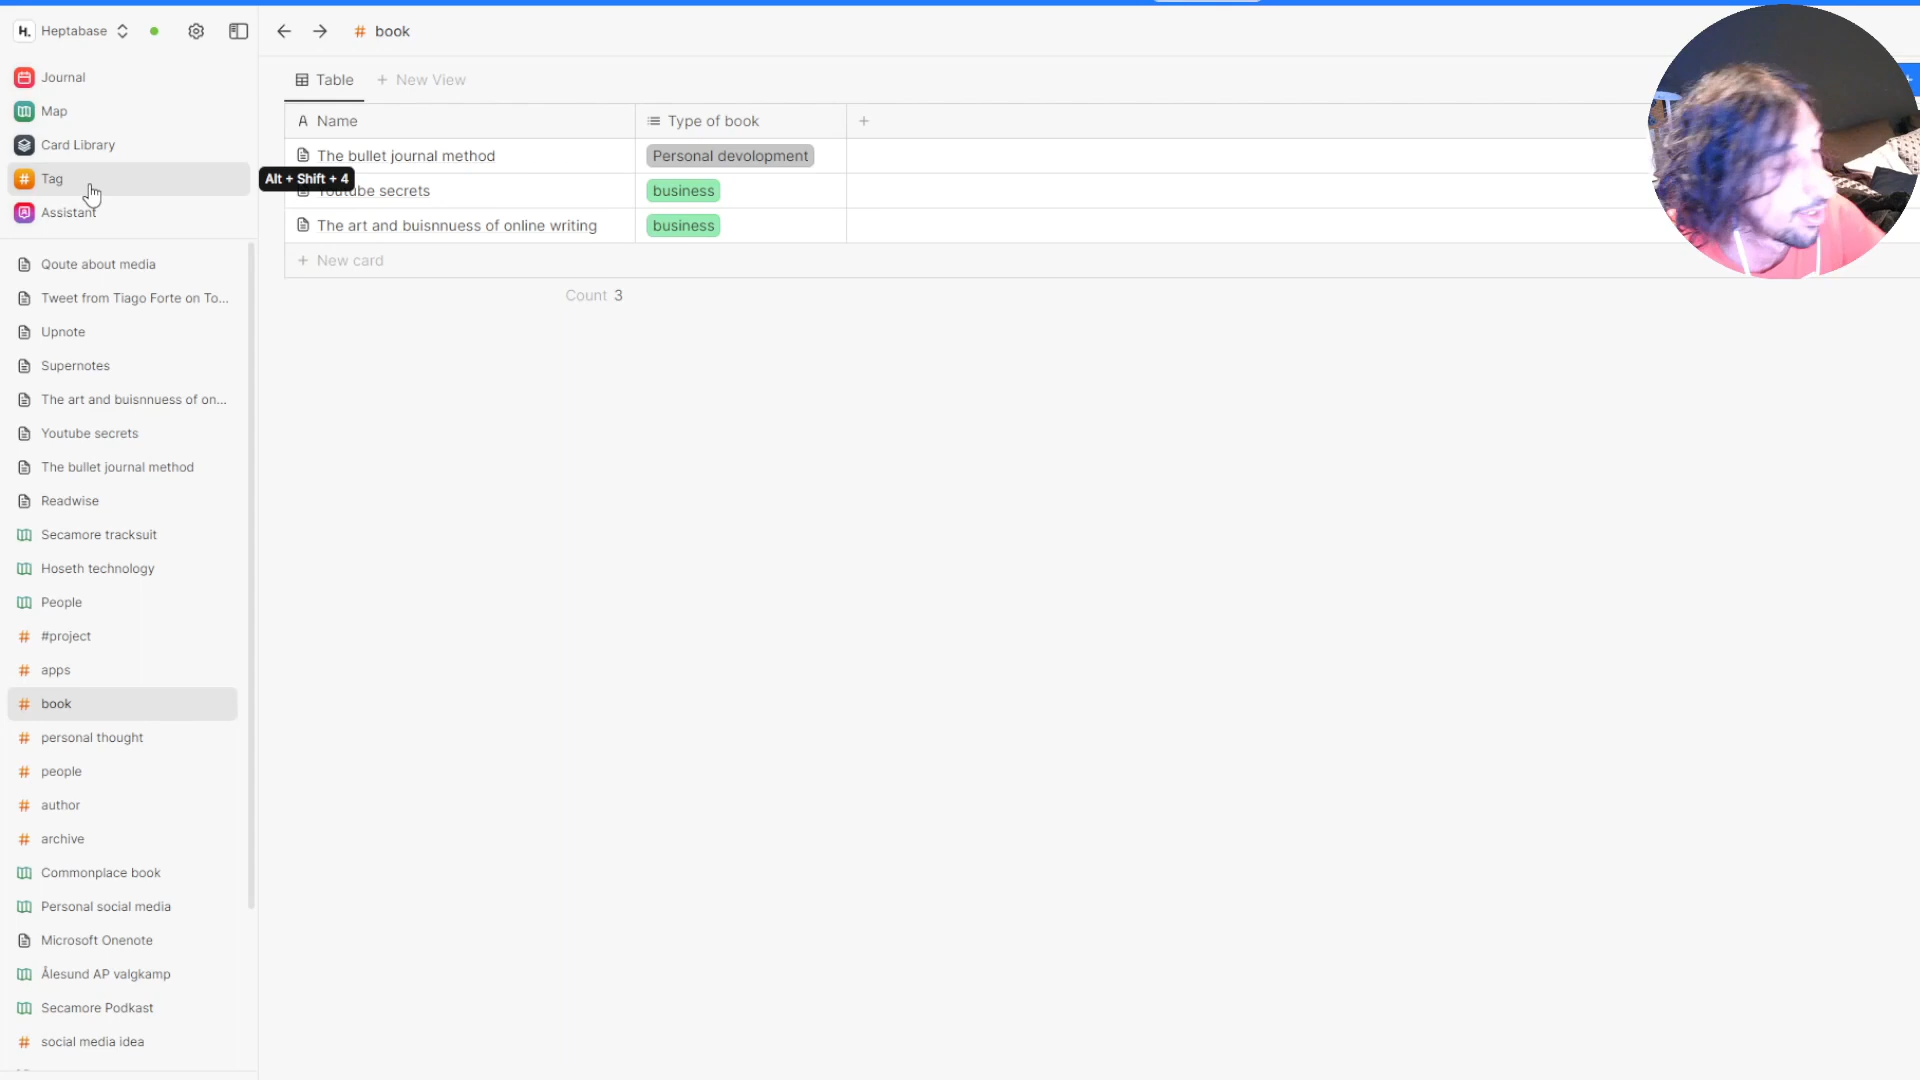 H. Heptabase
# book
Journal
Map
Card Library
Tag
Assistant
Alt + Shift + 4
Table
+ New View
A Name
Type of book
+
The bullet journal method
Personal devolopment
Youtube secrets
business
The art and buisnnuess of online writing
business
+ New card
Count 3
Qoute about media
Tweet from Tiago Forte on To...
Upnote
Supernotes
The art and buisnnuess of on...
Youtube secrets
The bullet journal method
Readwise
Secamore tracksuit
Hoseth technology
People
# #project
# apps
# book
# personal thought
# people
# author
# archive
Commonplace book
Personal social media
Microsoft Onenote
Ålesund AP valgkamp
Secamore Podkast
# social media idea